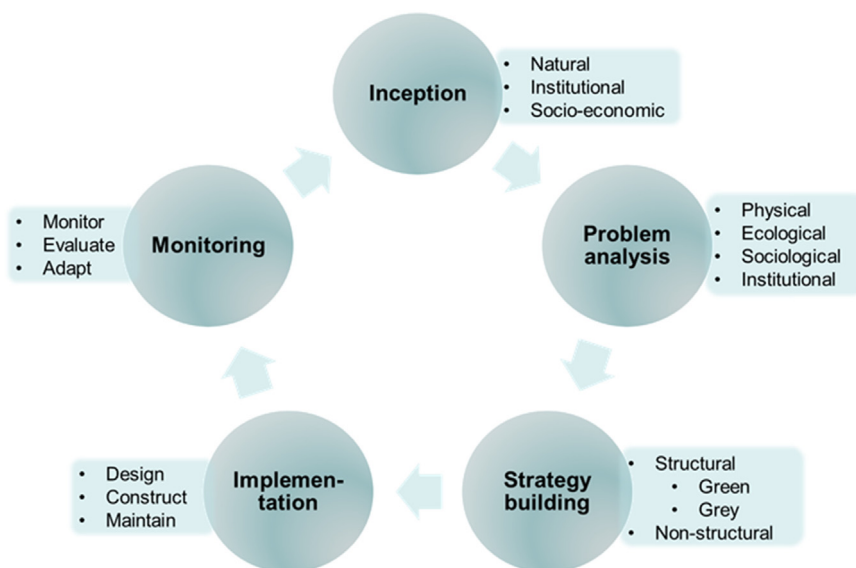 Inception
• Natural
• Institutional
• Socio-economic
Problem
analysis
• Physical
• Ecological
• Sociological
• Institutional
Strategy
building
• Structural
• Green
• Grey
• Non-structural
Implemen-
tation
• Design
• Construct
• Maintain
Monitoring
• Monitor
• Evaluate
• Adapt